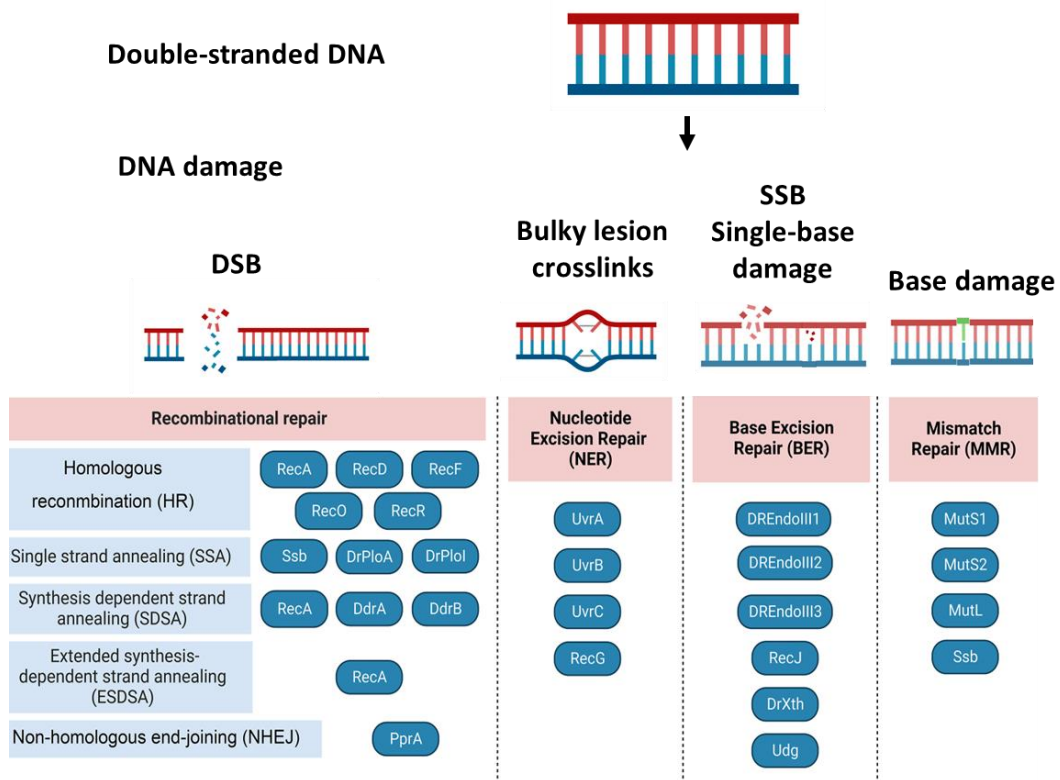 Double-stranded DNA
DNA damage
DSB
Bulky lesion
crosslinks
SSB
Single-base
damage
Base damage
Recombinational repair
Homologous
reconmbination (HR)
RecA
RecD
RecF
RecO
RecR
Single strand annealing (SSA)
Ssb
DrPloA
DrPloI
Synthesis dependent strand
annealing (SDSA)
RecA
DdrA
DdrB
Extended synthesis-
dependent strand annealing
(ESDSA)
RecA
Non-homologous end-joining (NHEJ)
PprA
Nucleotide
Excision Repair
(NER)
UvrA
UvrB
UvrC
RecG
Base Excision
Repair (BER)
DREndoIII1
DREndoIII2
DREndoIII3
RecJ
DrXth
Udg
Mismatch
Repair (MMR)
MutS1
MutS2
MutL
Ssb